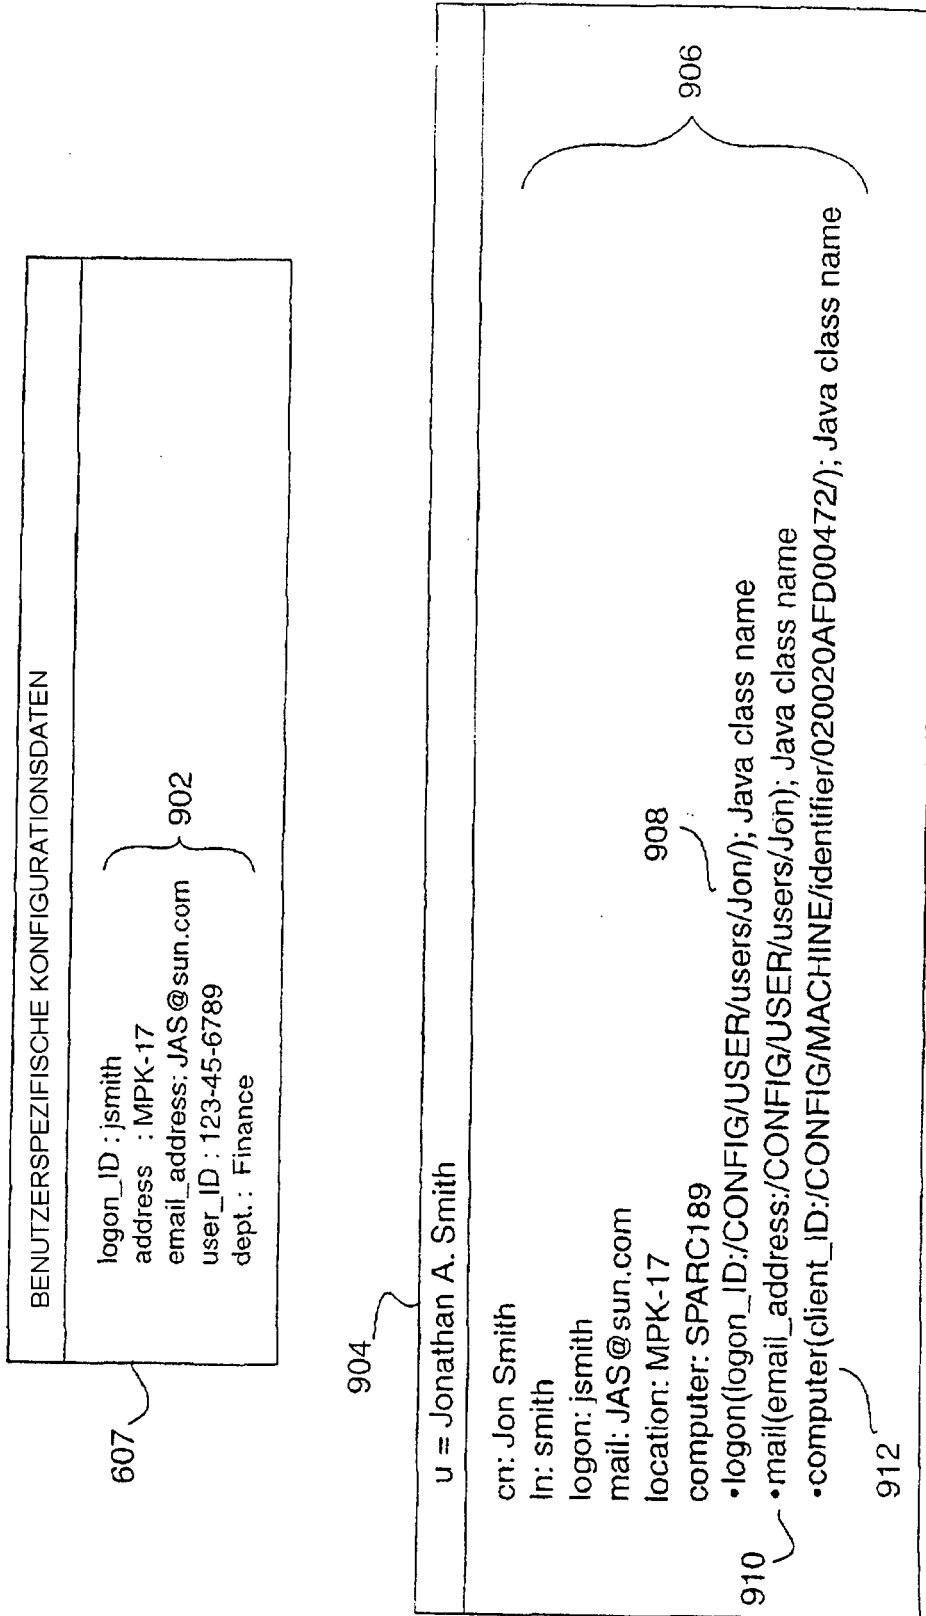 BENUTZERSPEZIFISCHE KONFIGURATIONSDATEN
logon_ID : jsmith
address : MPK-17
email_address: JAS@sun.com
user_ID : 123-45-6789
dept. : Finance
902
607
904
u = Jonathan A. Smith
cn: Jon Smith
ln: smith
logon: jsmith
mail: JAS@sun.com
location: MPK-17
computer: SPARC189
908
•logon(logon_ID:/CONFIG/USER/users/Jon/); Java class name
910
•mail(email_address:/CONFIG/USER/users/Jon); Java class name
•computer(client_ID:/CONFIG/MACHINE/identifier/020020AFD00472/); Java class name
912
906